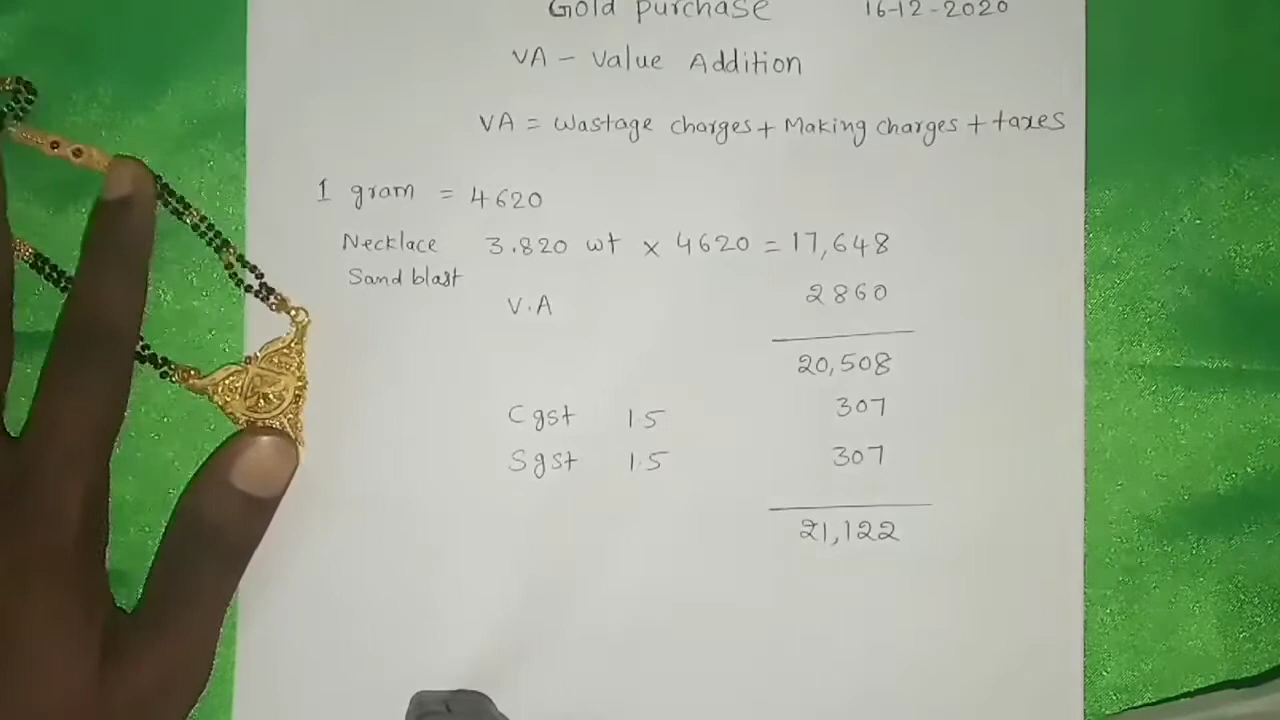 Gold Purchase 16-12-2020
VA - Value Addition
VA = Wastage charges + Making charges + taxes
1 gram = 4620
Necklace 3.820 wt x 4620 = 17,648
Sand blast
V.A 2860
20,508
Cgst 1.5 307
Sgst 1.5 307
21,122